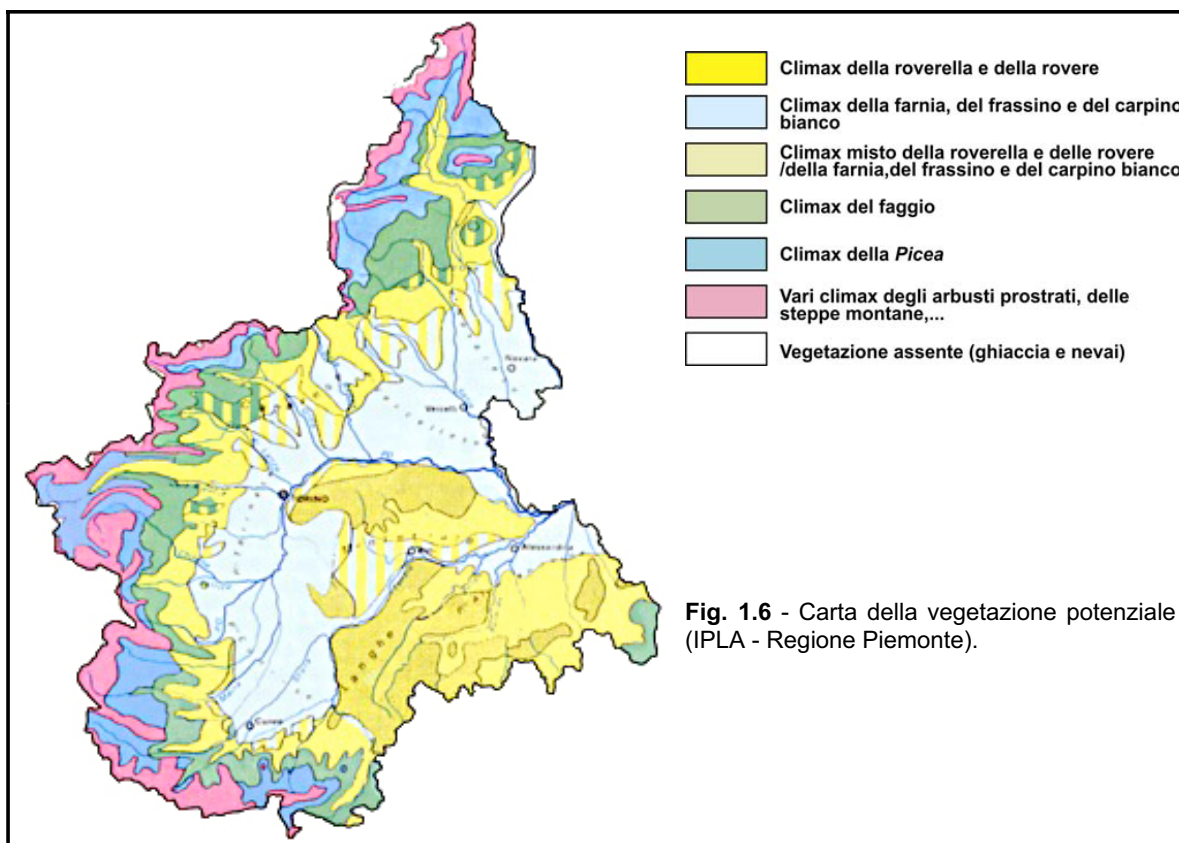 Climax della roverella e della rovere
Climax della farnia, del frassino e del carpino
bianco
Climax misto della roverella e delle rovere
/della farnia,del frassino e del carpino bianco
Climax del faggio
Climax della Picea
Vari climax degli arbusti prostrati, delle
steppe montane,...
Vegetazione assente (ghiaccia e nevai)
Novara
Vercelli
Alessandria
Cuneo
Fig. 1.6 - Carta della vegetazione potenziale
(IPLA - Regione Piemonte).